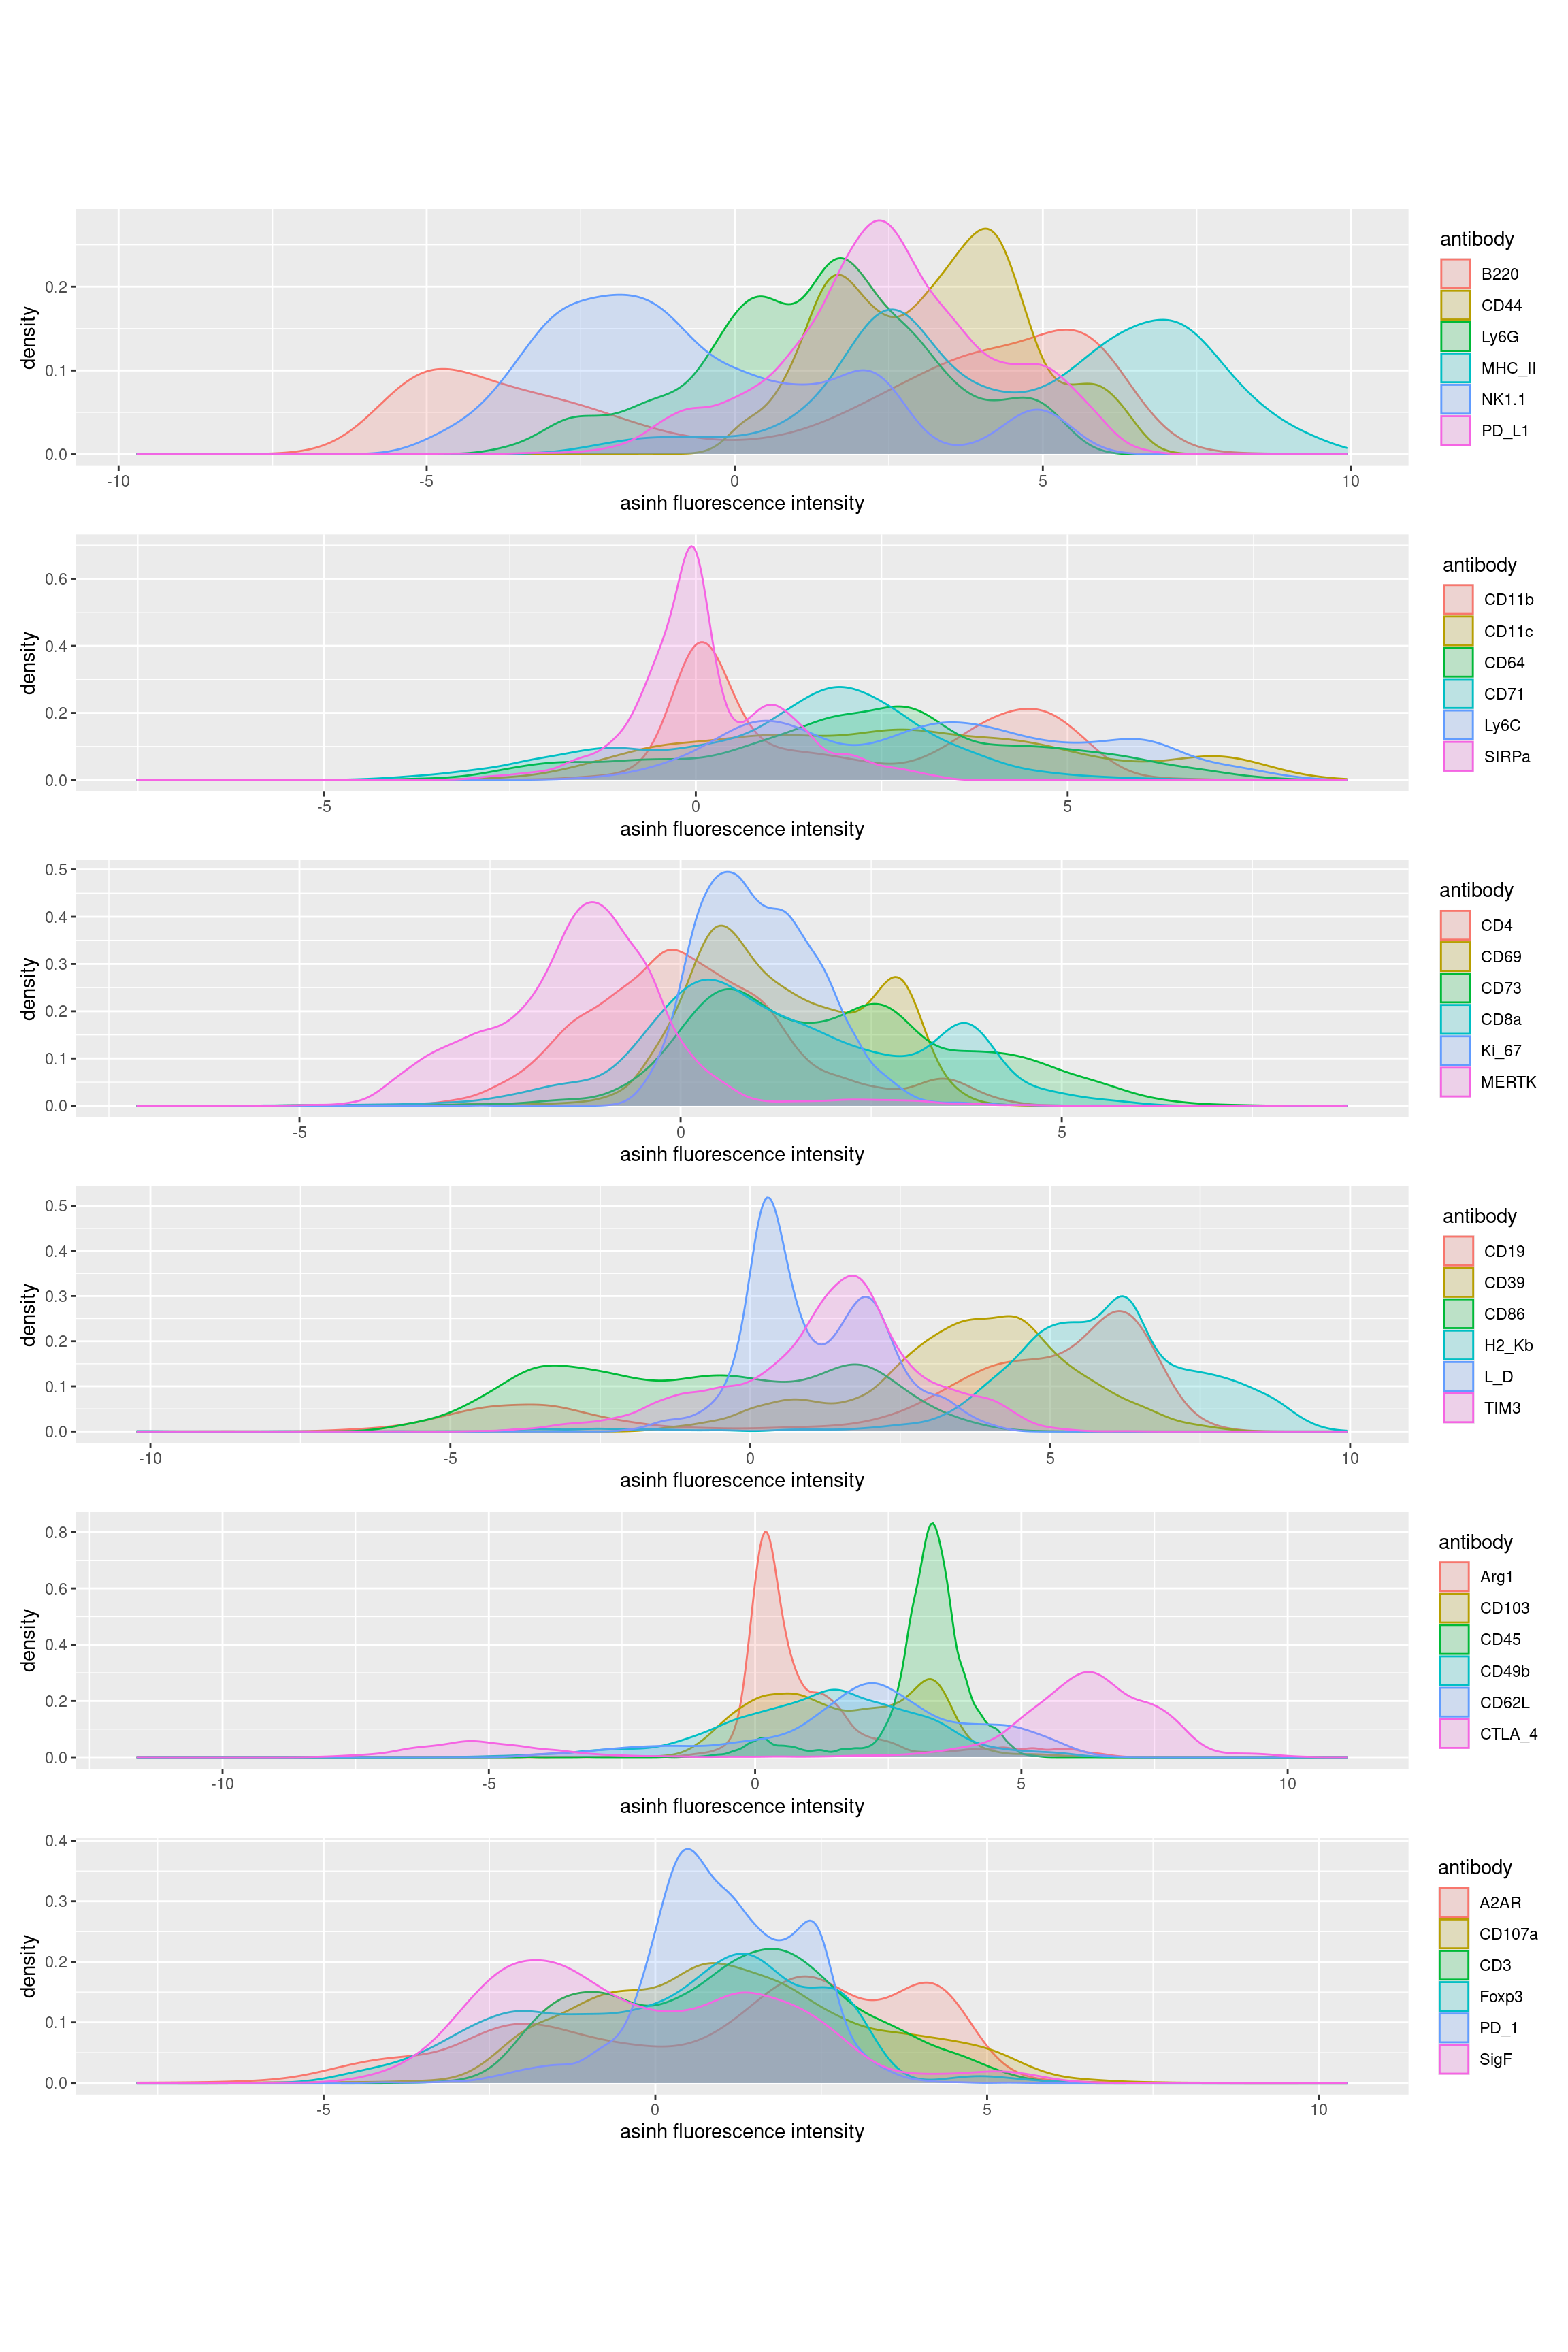 antibody
B220
CD44
Ly6G
MHC_II
NK1.1
PD_L1
density
0.2
0.1
0.0
-10 -5 0 5 10
asinh fluorescence intensity
antibody
CD11b
CD11c
CD64
CD71
Ly6C
SIRPa
density
0.6
0.4
0.2
0.0
-5 0 5
asinh fluorescence intensity
antibody
CD4
CD69
CD73
CD8a
Ki_67
MERTK
density
0.5
0.4
0.3
0.2
0.1
0.0
-5 0 5
asinh fluorescence intensity
antibody
CD19
CD39
CD86
H2_Kb
L_D
TIM3
density
0.5
0.4
0.3
0.2
0.1
0.0
-10 -5 0 5 10
asinh fluorescence intensity
antibody
Arg1
CD103
CD45
CD49b
CD62L
CTLA_4
density
0.8
0.6
0.4
0.2
0.0
-10 -5 0 5 10
asinh fluorescence intensity
antibody
A2AR
CD107a
CD3
Foxp3
PD_1
SigF
density
0.4
0.3
0.2
0.1
0.0
-5 0 5 10
asinh fluorescence intensity